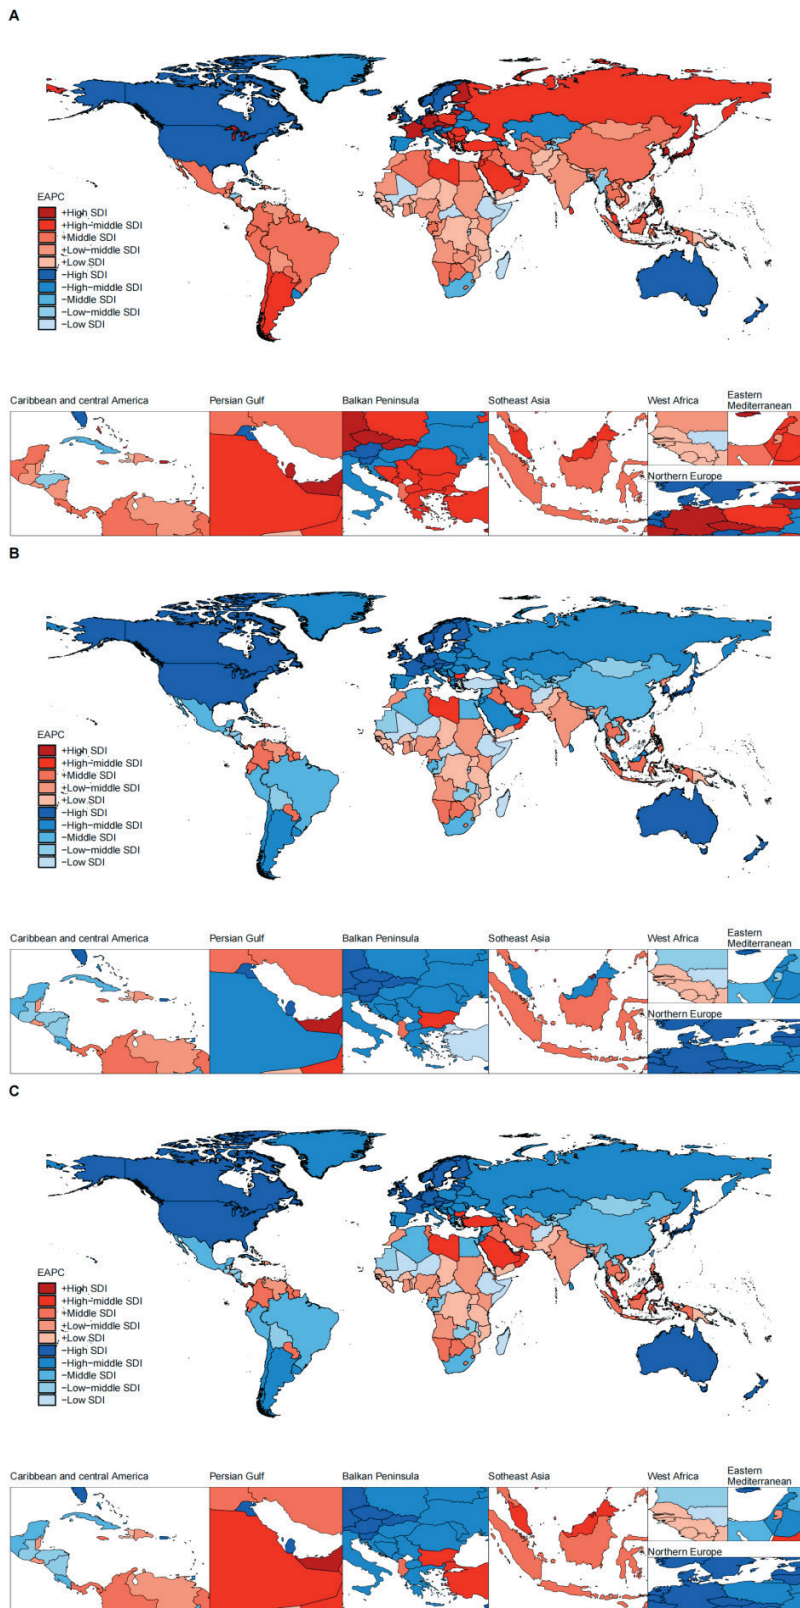 A
EAPC
+High SDI
+High-middle SDI
+Middle SDI
+Low-middle SDI
+Low SDI
-High SDI
-High-middle SDI
-Middle SDI
-Low-middle SDI
-Low SDI
Caribbean and central America
Persian Gulf
Balkan Peninsula
Sotheast Asia
West Africa
Eastern
Mediterranean
Northern Europe
B
EAPC
+High SDI
+High-middle SDI
+Middle SDI
+Low-middle SDI
+Low SDI
-High SDI
-High-middle SDI
-Middle SDI
-Low-middle SDI
-Low SDI
Caribbean and central America
Persian Gulf
Balkan Peninsula
Sotheast Asia
West Africa
Eastern
Mediterranean
Northern Europe
C
EAPC
+High SDI
+High-middle SDI
+Middle SDI
+Low-middle SDI
+Low SDI
-High SDI
-High-middle SDI
-Middle SDI
-Low-middle SDI
-Low SDI
Caribbean and central America
Persian Gulf
Balkan Peninsula
Sotheast Asia
West Africa
Eastern
Mediterranean
Northern Europe